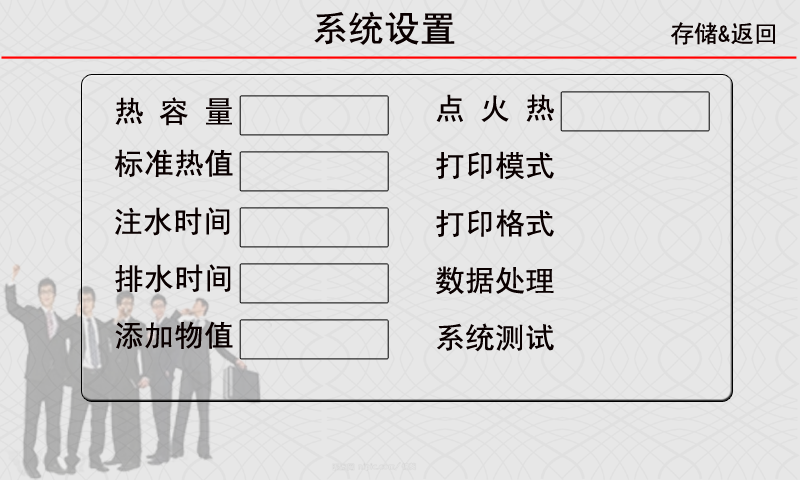 系统设置
存储&返回
热 容 量
点 火 热
标准热值
打印模式
注水时间
打印格式
排水时间
数据处理
添加物值
系统测试